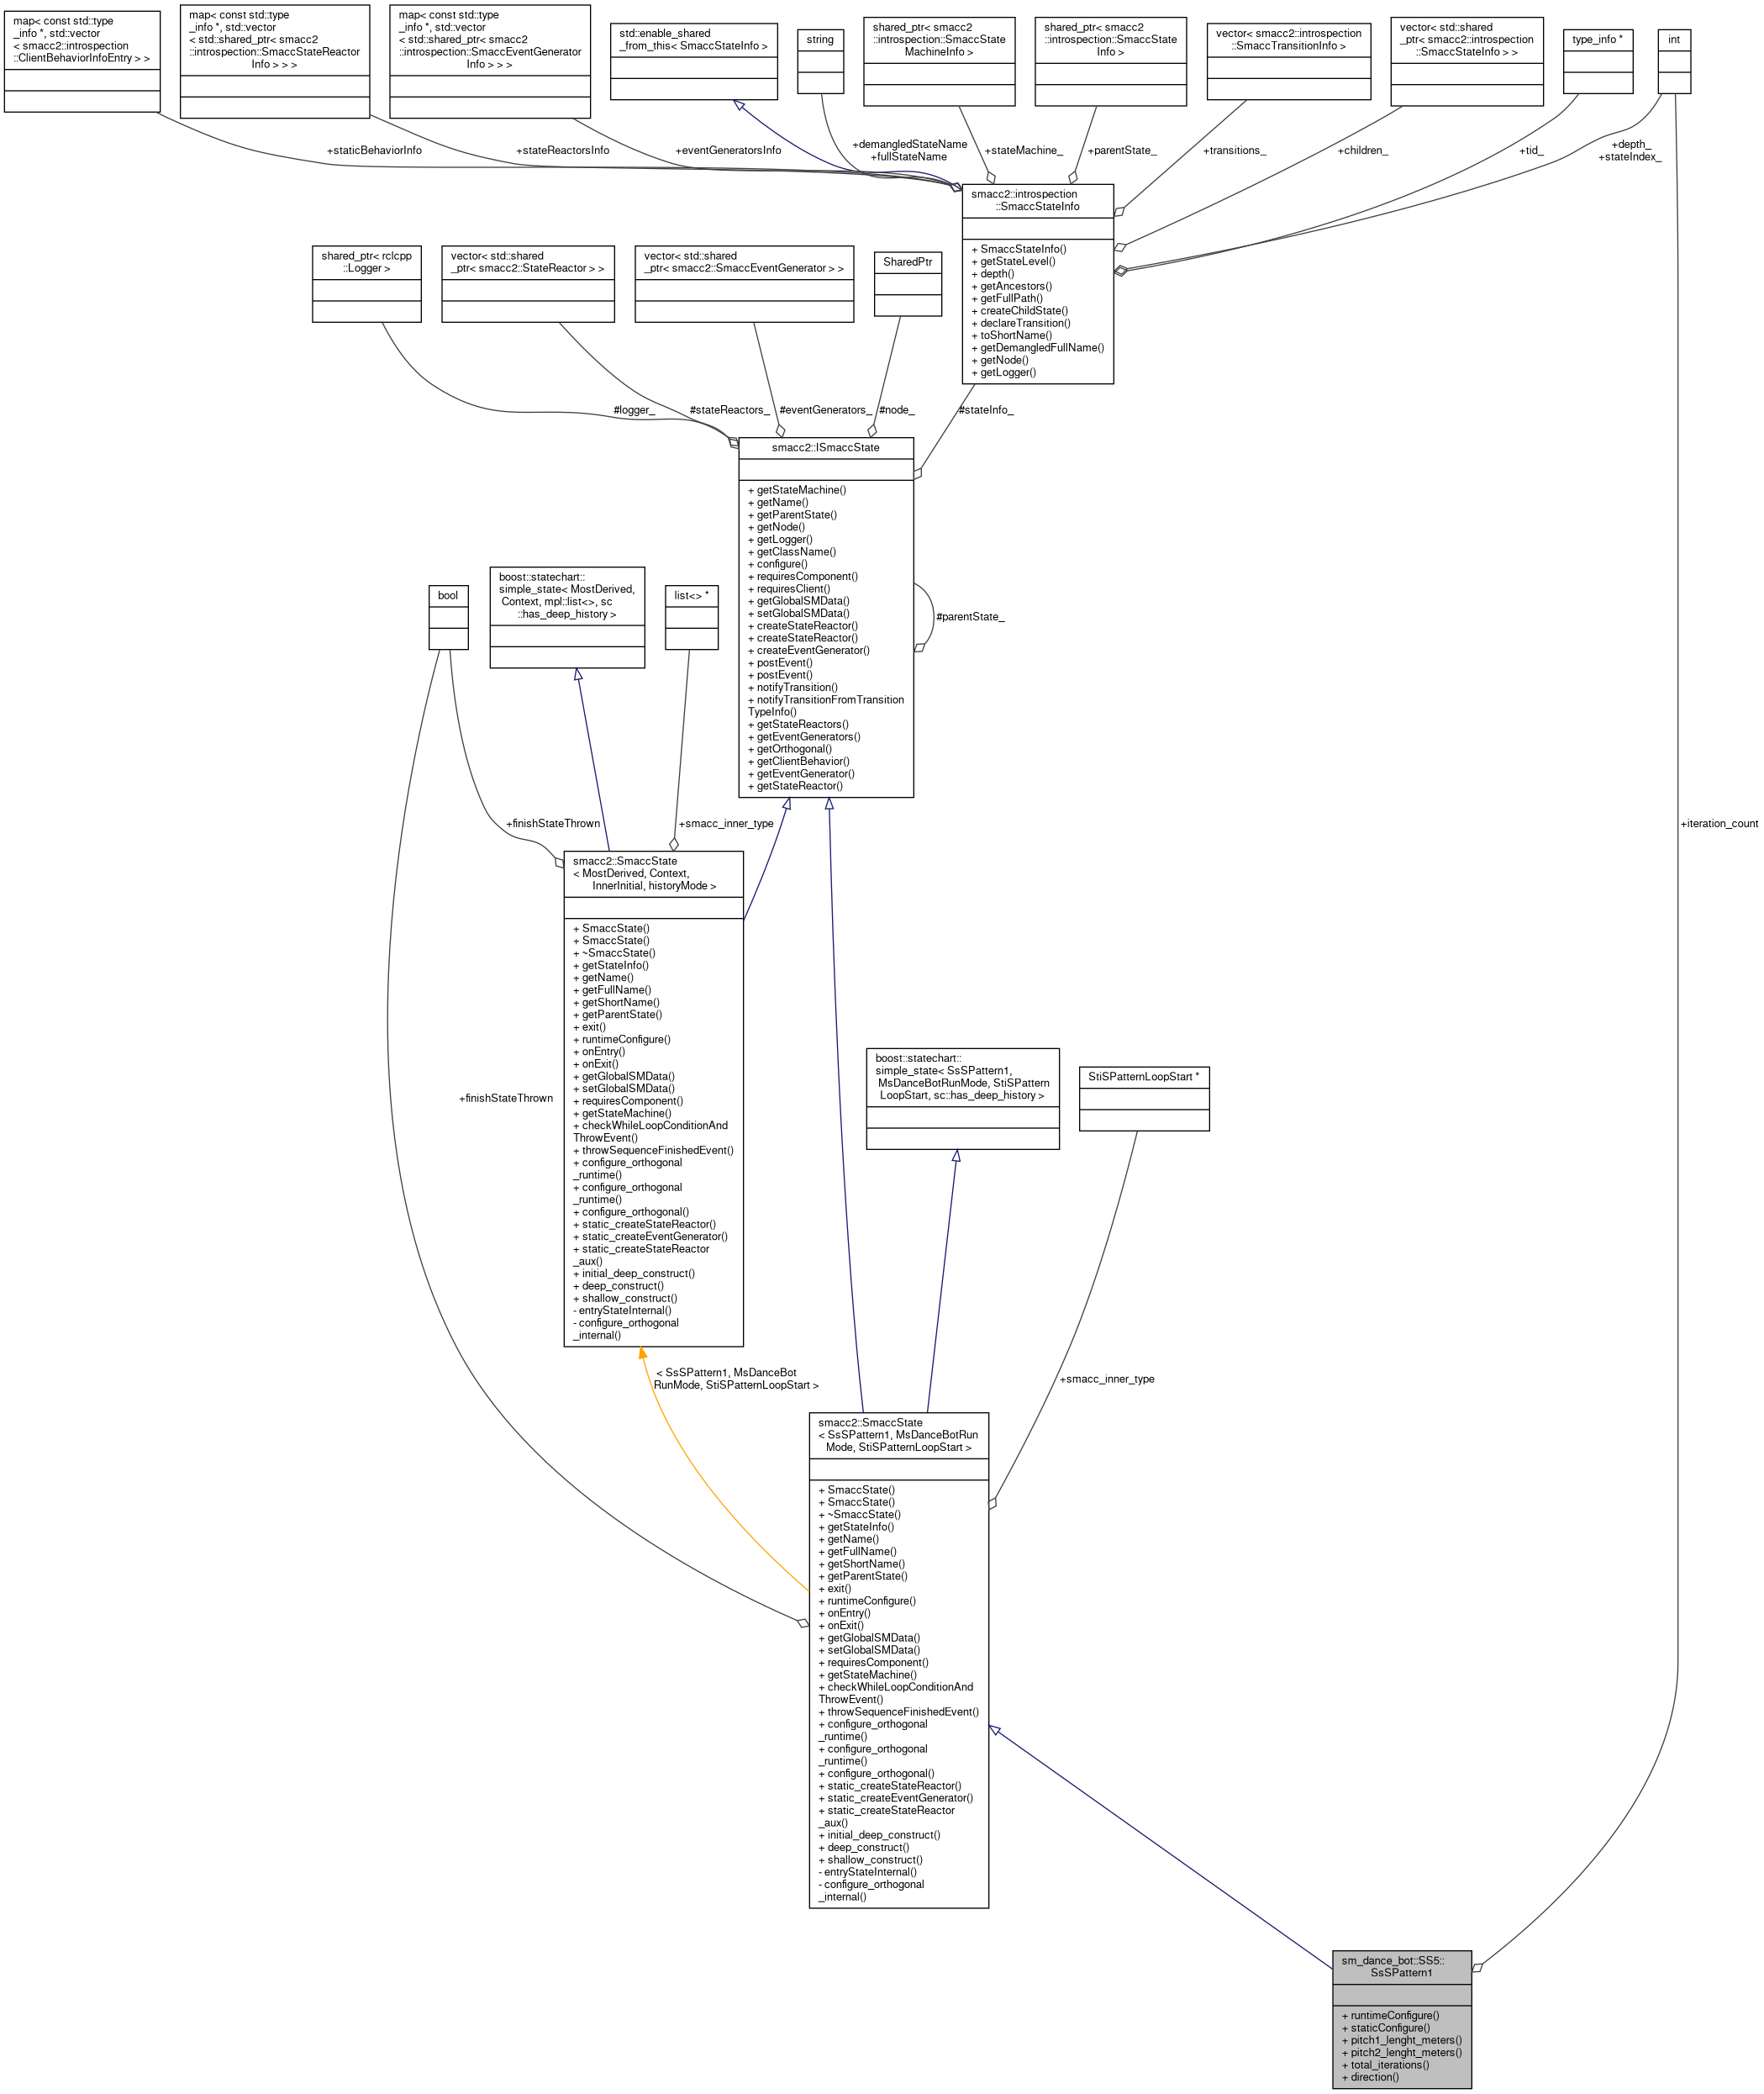 map< const std::type
_info *, std::vector
< smacc2::introspection
::ClientBehaviorInfoEntry > >
map< const std::type
_info *, std::vector
< std::shared_ptr< smacc2
::introspection::SmaccStateReactor
Info > > >
map< const std::type
_info *, std::vector
< std::shared_ptr< smacc2
::introspection::SmaccEventGenerator
Info > > >
std::enable_shared
_from_this< SmaccStateInfo >
string
shared_ptr< smacc2
::introspection::SmaccState
MachineInfo >
shared_ptr< smacc2
::introspection::SmaccState
Info >
vector< smacc2::introspection
::SmaccTransitionInfo >
vector< std::shared
_ptr< smacc2::introspection
::SmaccStateInfo > >
type_info *
int
+staticBehaviorInfo
+stateReactorsInfo
+eventGeneratorsInfo
+demangledStateName
+fullStateName
+stateMachine_
+parentState_
+transitions_
+children_
+tid_
+depth_
+stateIndex_
smacc2::introspection
::SmaccStateInfo
+ SmaccStateInfo()
+ getStateLevel()
+ depth()
+ getAncestors()
+ getFullPath()
+ createChildState()
+ declareTransition()
+ toShortName()
+ getDemangledFullName()
+ getNode()
+ getLogger()
shared_ptr< rclcpp
::Logger >
vector< std::shared
_ptr< smacc2::StateReactor > >
vector< std::shared
_ptr< smacc2::SmaccEventGenerator > >
SharedPtr
#logger_
#stateReactors_
#eventGenerators_
#node_
#stateInfo_
smacc2::ISmaccState
+ getStateMachine()
+ getName()
+ getParentState()
+ getNode()
+ getLogger()
+ getClassName()
+ configure()
+ requiresComponent()
+ requiresClient()
+ getGlobalSMData()
+ setGlobalSMData()
+ createStateReactor()
+ createStateReactor()
+ createEventGenerator()
+ postEvent()
+ postEvent()
+ notifyTransition()
+ notifyTransitionFromTransition
TypeInfo()
+ getStateReactors()
+ getEventGenerators()
+ getOrthogonal()
+ getClientBehavior()
+ getEventGenerator()
+ getStateReactor()
#parentState_
bool
boost::statechart::
simple_state< MostDerived,
Context, mpl::list<>, sc
::has_deep_history >
list<> *
+finishStateThrown
+smacc_inner_type
+iteration_count
smacc2::SmaccState
< MostDerived, Context,
InnerInitial, historyMode >
+ SmaccState()
+ SmaccState()
+ ~SmaccState()
+ getStateInfo()
+ getName()
+ getFullName()
+ getShortName()
+ getParentState()
+ exit()
+ runtimeConfigure()
+ onEntry()
+ onExit()
+ getGlobalSMData()
+ setGlobalSMData()
+ requiresComponent()
+ getStateMachine()
+ checkWhileLoopConditionAnd
ThrowEvent()
+ throwSequenceFinishedEvent()
+ configure_orthogonal
_runtime()
+ configure_orthogonal
_runtime()
+ configure_orthogonal()
+ static_createStateReactor()
+ static_createEventGenerator()
+ static_createStateReactor
_aux()
+ initial_deep_construct()
+ deep_construct()
+ shallow_construct()
- entryStateInternal()
- configure_orthogonal
_internal()
+finishStateThrown
boost::statechart::
simple_state< SsSPattern1,
MsDanceBotRunMode, StiSPattern
LoopStart, sc::has_deep_history >
StiSPatternLoopStart *
< SsSPattern1, MsDanceBot
RunMode, StiSPatternLoopStart >
+smacc_inner_type
smacc2::SmaccState
< SsSPattern1, MsDanceBotRun
Mode, StiSPatternLoopStart >
+ SmaccState()
+ SmaccState()
+ ~SmaccState()
+ getStateInfo()
+ getName()
+ getFullName()
+ getShortName()
+ getParentState()
+ exit()
+ runtimeConfigure()
+ onEntry()
+ onExit()
+ getGlobalSMData()
+ setGlobalSMData()
+ requiresComponent()
+ getStateMachine()
+ checkWhileLoopConditionAnd
ThrowEvent()
+ throwSequenceFinishedEvent()
+ configure_orthogonal
_runtime()
+ configure_orthogonal
_runtime()
+ configure_orthogonal()
+ static_createStateReactor()
+ static_createEventGenerator()
+ static_createStateReactor
_aux()
+ initial_deep_construct()
+ deep_construct()
+ shallow_construct()
- entryStateInternal()
- configure_orthogonal
_internal()
sm_dance_bot::SS5::
SsSPattern1
+ runtimeConfigure()
+ staticConfigure()
+ pitch1_lenght_meters()
+ pitch2_lenght_meters()
+ total_iterations()
+ direction()